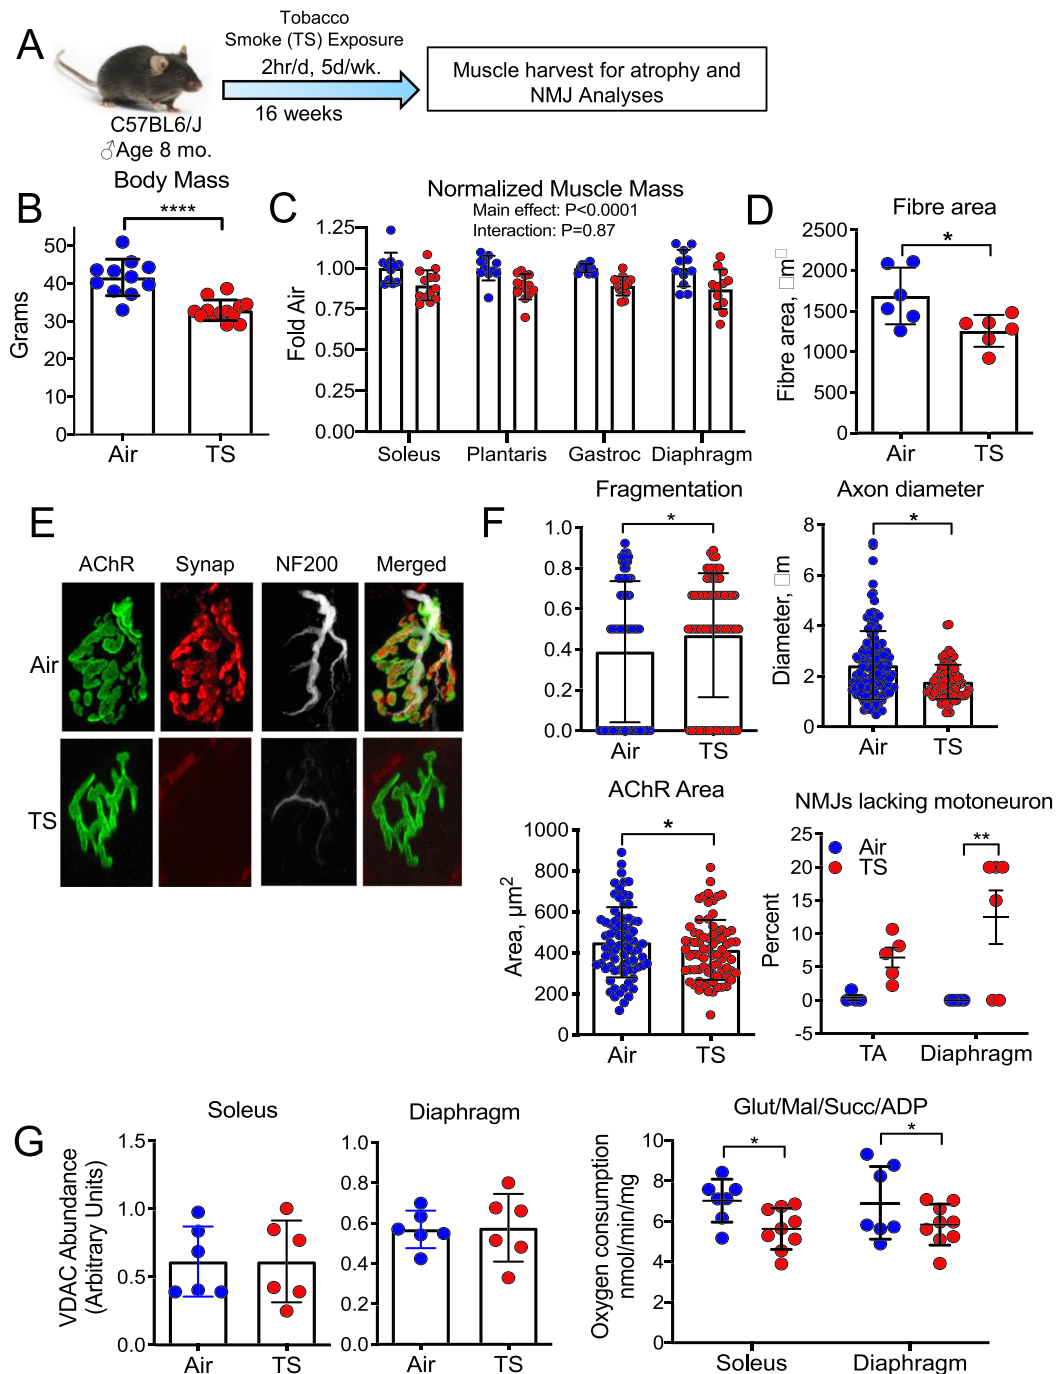 A
Tobacco
Smoke (TS) Exposure
2hr/d, 5d/wk.
16 weeks
Muscle harvest for atrophy and
NMJ Analyses
C57BL6/J
♂Age 8 mo.
B
Body Mass
****
Grams
50
40
30
20
10
0
Air
TS
C
Normalized Muscle Mass
Main effect: P<0.0001
Interaction: P=0.87
Fold Air
1.25
1.00
0.75
0.50
0.25
0.00
Soleus
Plantaris
Gastroc
Diaphragm
D
Fibre area
*
Fibre area, □m□
2500
2000
1500
1000
500
0
Air
TS
E
AChR
Synap
NF200
Merged
Air
TS
F
Fragmentation
*
1.0
0.8
0.6
0.4
0.2
0.0
Air
TS
Axon diameter
*
Diameter, □m
8
6
4
2
0
Air
TS
AChR Area
*
Area, µm²
1000
800
600
400
200
0
Air
TS
NMJs lacking motoneuron
Air
TS
**
Percent
25
20
15
10
5
0
-5
TA
Diaphragm
G
Soleus
VDAC Abundance
(Arbitrary Units)
1.5
1.0
0.5
0.0
Air
TS
Diaphragm
1.0
0.8
0.6
0.4
0.2
0.0
Air
TS
Glut/Mal/Succ/ADP
*
*
Oxygen consumption
nmol/min/mg
10
8
6
4
2
0
Soleus
Diaphragm